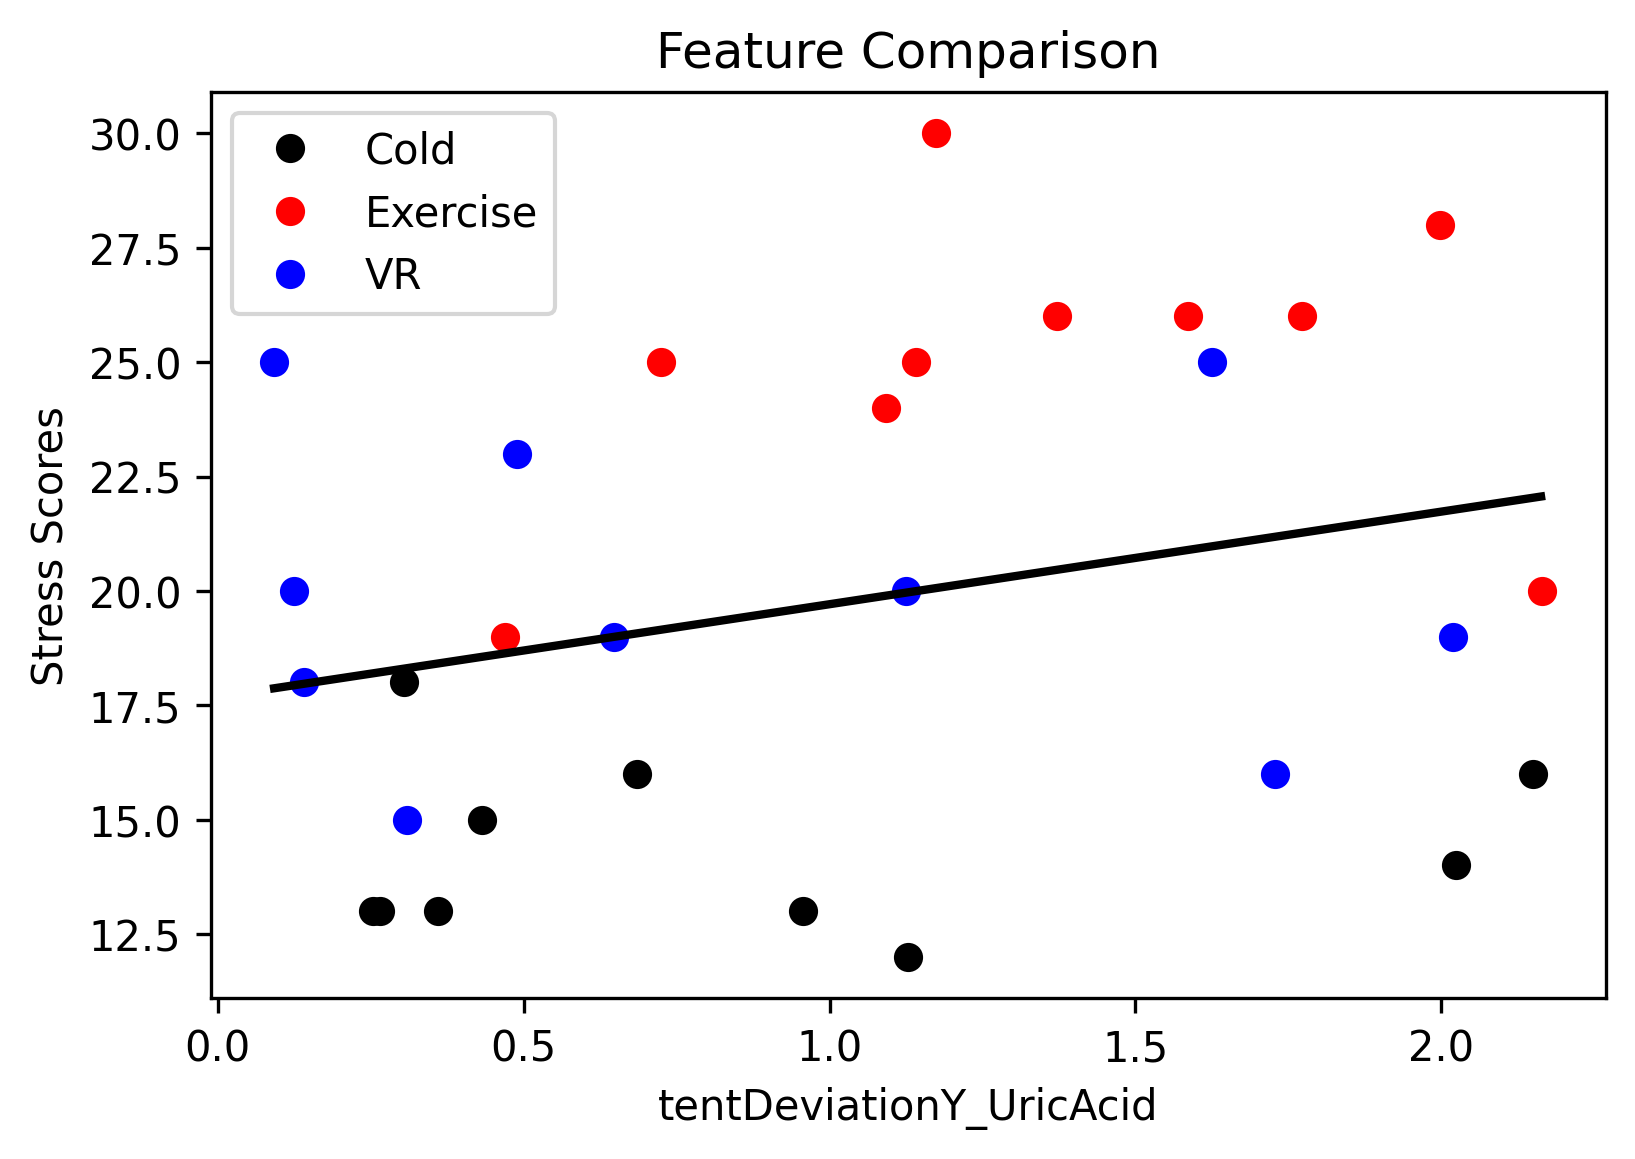 Feature Comparison
Cold
Exercise
VR
30.0
27.5
25.0
22.5
20.0
17.5
15.0
12.5
Stress Scores
0.0 0.5 1.0 1.5 2.0
tentDeviationY_UricAcid